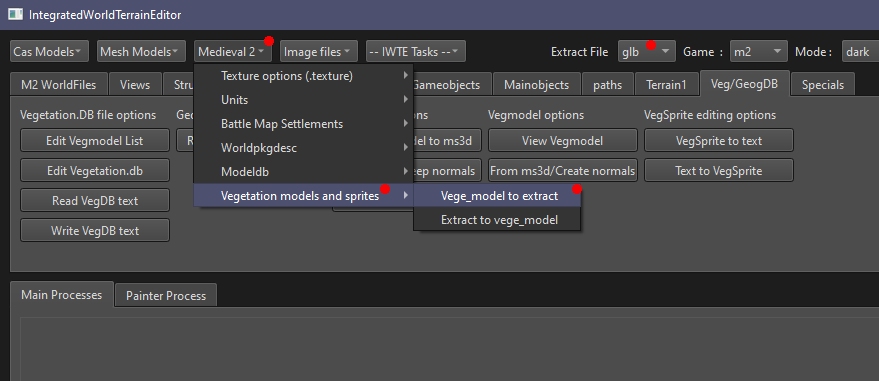 IntegratedWorldTerrainEditor
Cas Models Mesh Models Medieval 2 Image files -- IWTE Tasks -- Extract File glb Game : m2 Mode : dark
M2 WorldFiles Views Stru Gameobjects Mainobjects paths Terrain1 Veg/GeogDB Specials
Texture options (.texture)
Units
Battle Map Settlements
Worldpkgdesc
Modeldb
Vegetation models and sprites
Vege_model to extract
Extract to vege_model
Vegetation.DB file options Geo ons Vegmodel options VegSprite editing options
Edit Vegmodel List R del to ms3d View Vegmodel VegSprite to text
Edit Vegetation.db eep normals From ms3d/Create normals Text to VegSprite
Read VegDB text
Write VegDB text
Main Processes Painter Process